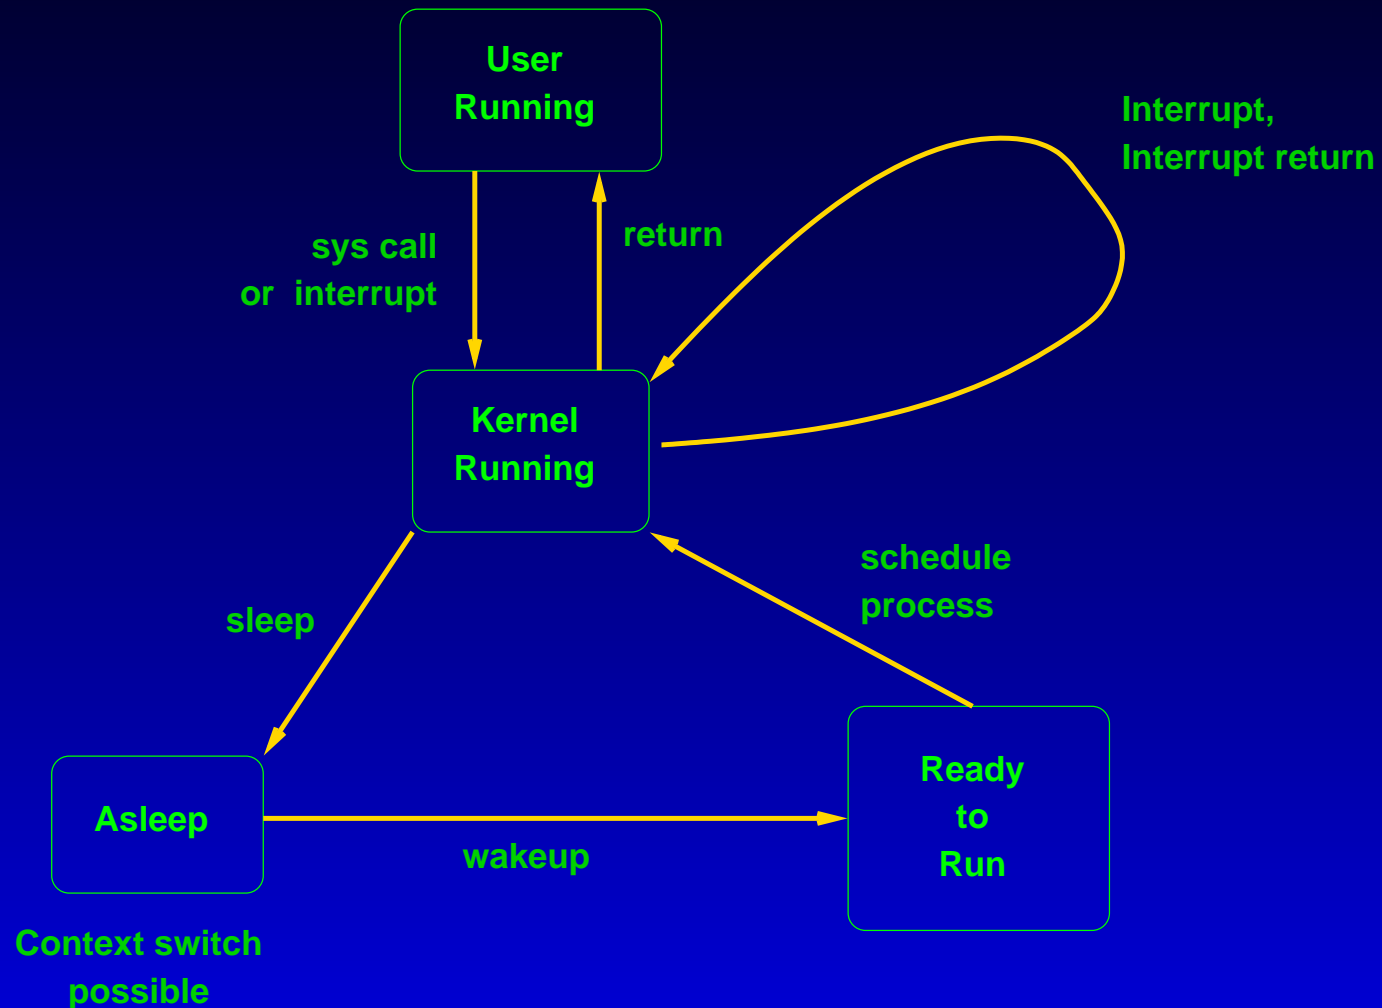 User
Running
Interrupt,
Interrupt return
sys call
or interrupt
return
Kernel
Running
schedule
process
sleep
Ready
to
Run
Asleep
wakeup
Context switch
possible